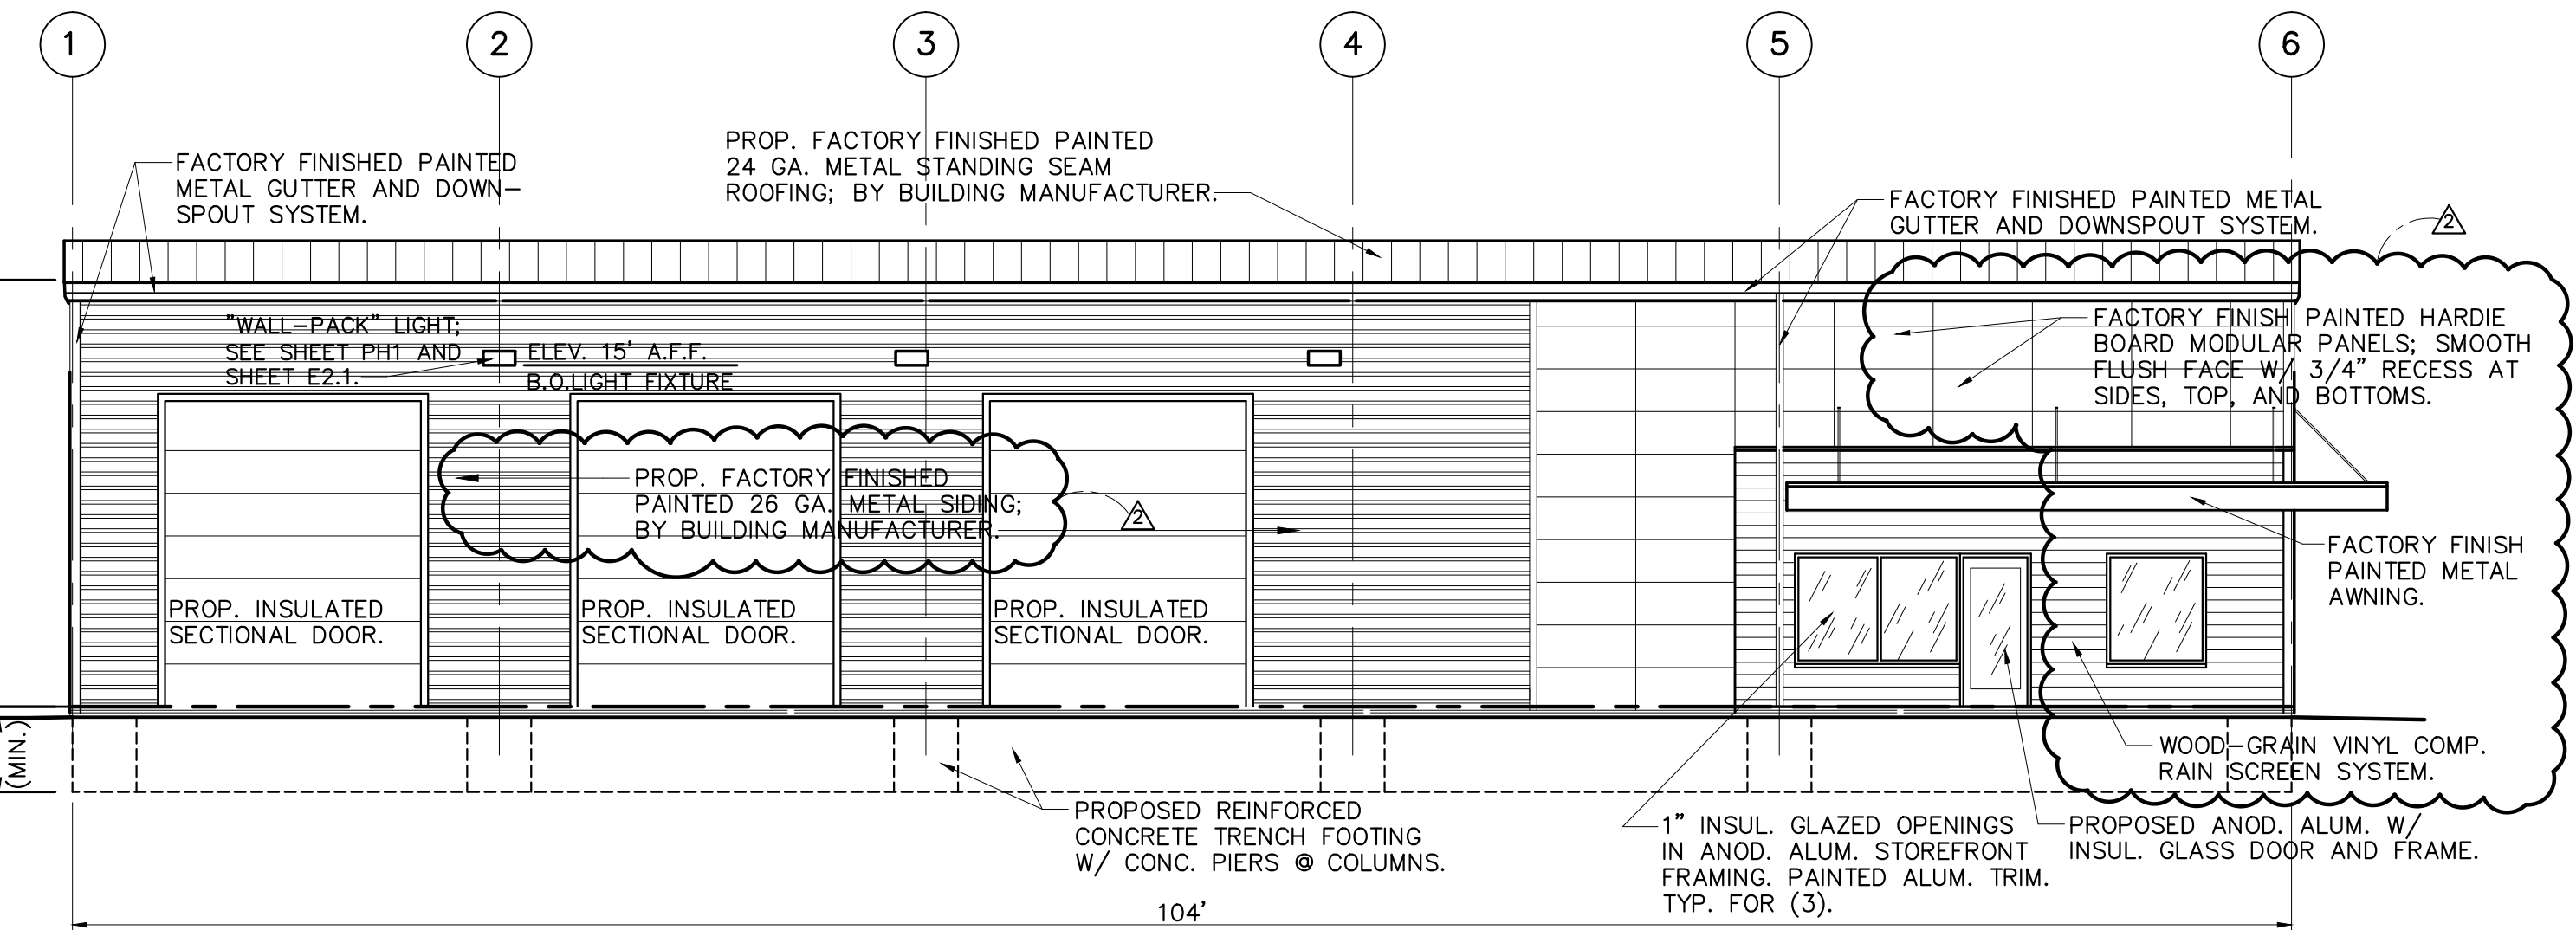 1
2
3
4
5
6
FACTORY FINISHED PAINTED
METAL GUTTER AND DOWN-
SPOUT SYSTEM.
PROP. FACTORY FINISHED PAINTED
24 GA. METAL STANDING SEAM
ROOFING; BY BUILDING MANUFACTURER.
FACTORY FINISHED PAINTED METAL
GUTTER AND DOWNSPOUT SYSTEM.
2
"WALL-PACK" LIGHT;
SEE SHEET PH1 AND
SHEET E2.1.
ELEV. 15' A.F.F.
B.O.LIGHT FIXTURE
FACTORY FINISH PAINTED HARDIE
BOARD MODULAR PANELS; SMOOTH
FLUSH FACE W/ 3/4" RECESS AT
SIDES, TOP, AND BOTTOMS.
PROP. FACTORY FINISHED
PAINTED 26 GA. METAL SIDING;
BY BUILDING MANUFACTURER.
2
FACTORY FINISH
PAINTED METAL
AWNING.
PROP. INSULATED
SECTIONAL DOOR.
PROP. INSULATED
SECTIONAL DOOR.
PROP. INSULATED
SECTIONAL DOOR.
(MIN.)
WOOD-GRAIN VINYL COMP.
RAIN SCREEN SYSTEM.
PROPOSED REINFORCED
CONCRETE TRENCH FOOTING
W/ CONC. PIERS @ COLUMNS.
1" INSUL. GLAZED OPENINGS
IN ANOD. ALUM. STOREFRONT
FRAMING. PAINTED ALUM. TRIM.
TYP. FOR (3).
PROPOSED ANOD. ALUM. W/
INSUL. GLASS DOOR AND FRAME.
104'